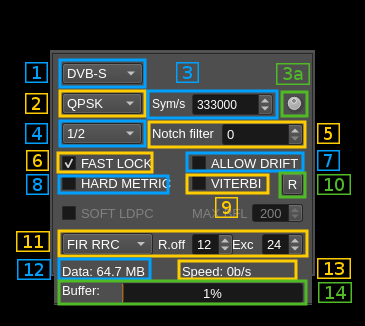 1 DVB-S 3 3a
2 QPSK Sym/s 333000
4 1/2 Notch filter 0 5
6 FAST LOCK ALLOW DRIFT 7
8 HARD METRIC VITERBI R 10
9
SOFT LDPC MAX BFL 200
11 FIR RRC R.off 12 Exc 24
12 Data: 64.7 MB Speed: 0b/s 13
Buffer: 1% 14